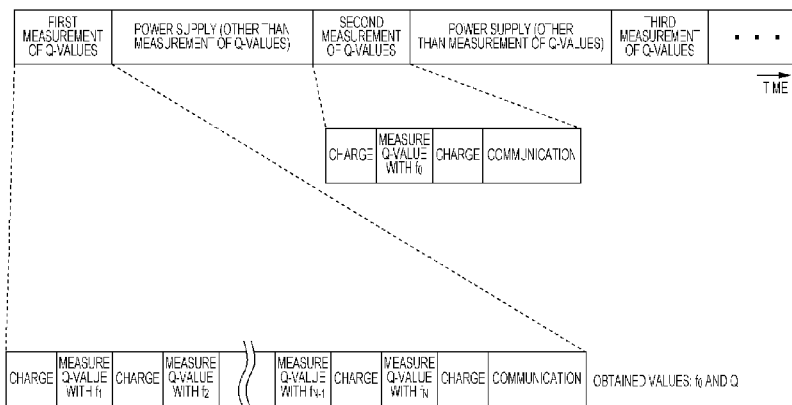 FIRST
MEASUREMENT
OF Q-VALUES
POWER SUPPLY (OTHER THAN
MEASUREMENT OF Q-VALUES)
SECOND
MEASUREMENT
OF Q-VALUES
POWER SUPPLY (OTHER
THAN MEASUREMENT OF Q-VALUES)
THIRD
MEASUREMENT
OF Q-VALUES
. . .
TIME
CHARGE
MEASURE
Q-VALUE
WITH f0
CHARGE
COMMUNICATION
CHARGE
MEASURE
Q-VALUE
WITH f1
CHARGE
MEASURE
Q-VALUE
WITH f2
MEASURE
Q-VALUE
WITH fN-1
CHARGE
MEASURE
Q-VALUE
WITH fN
CHARGE
COMMUNICATION
OBTAINED VALUES: f0 AND Q